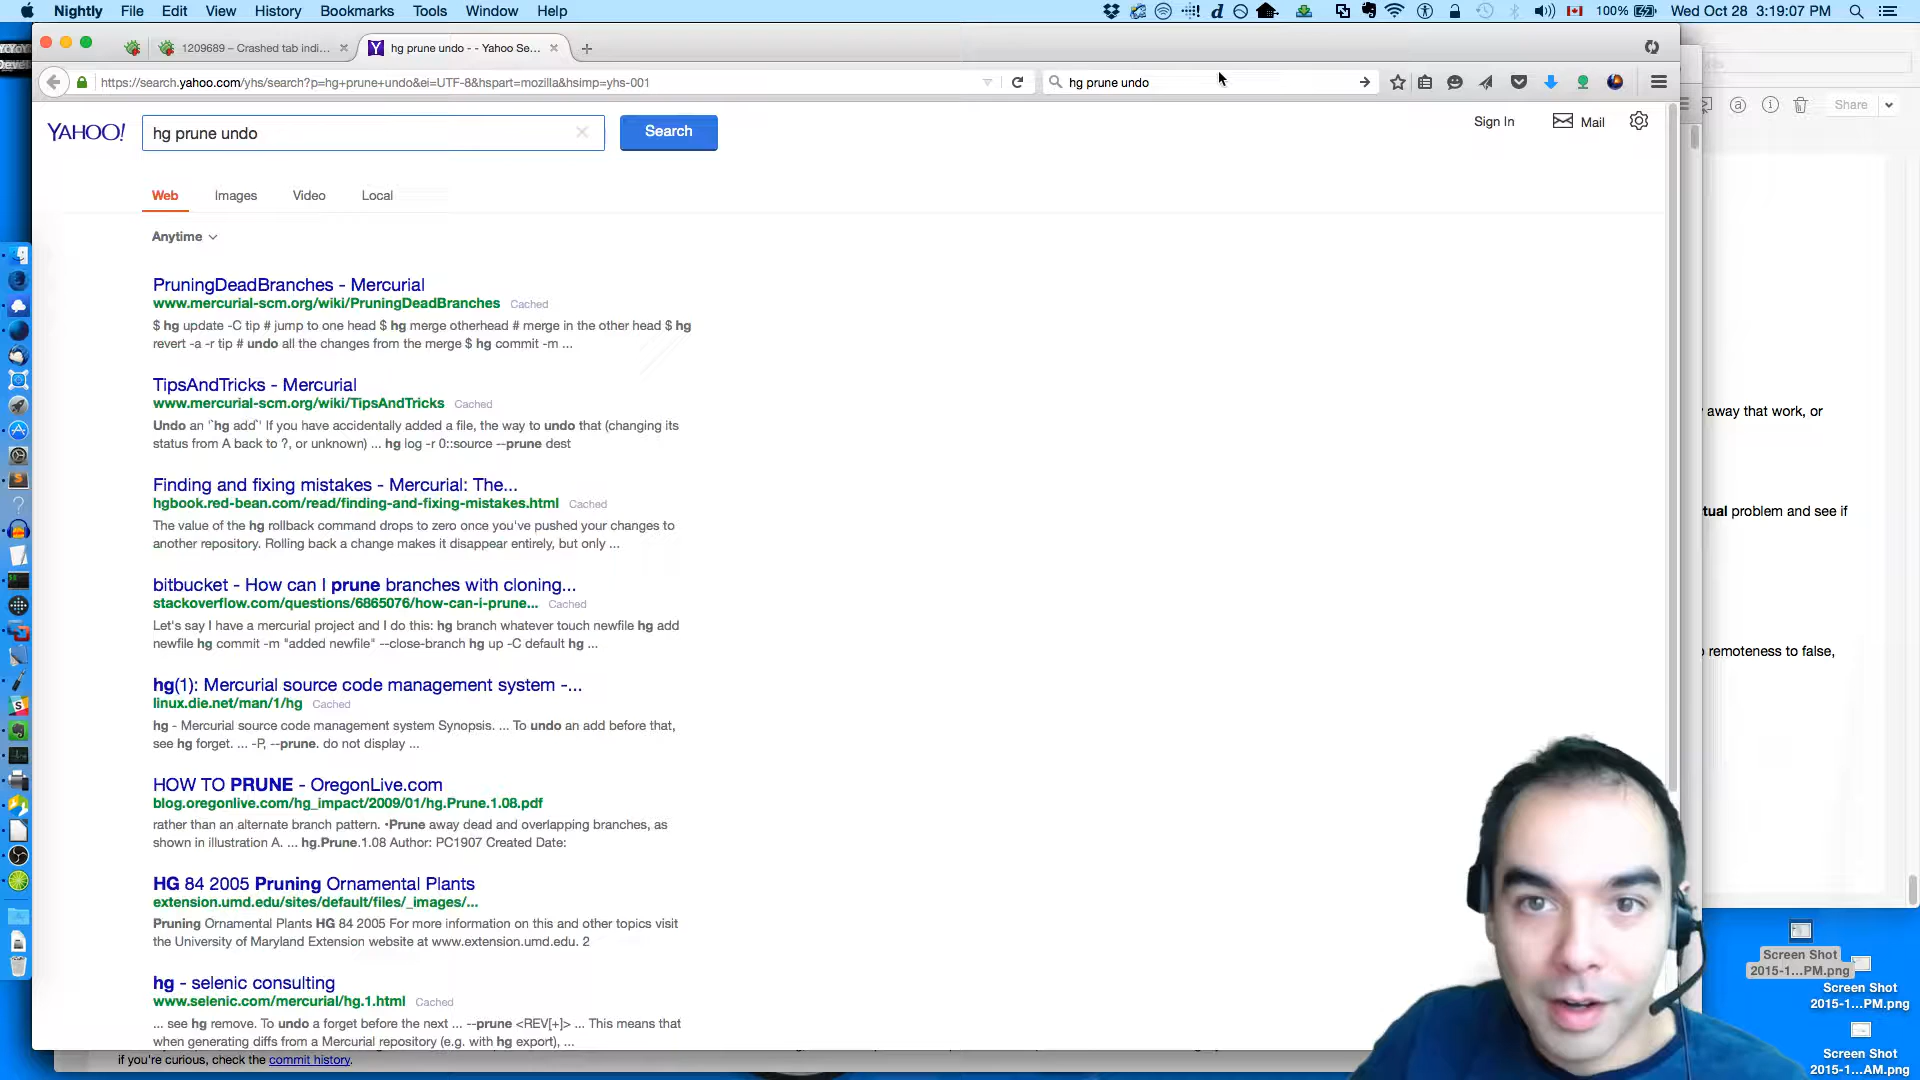 Nightly File Edit View History Bookmarks Tools Window Help
100% Wed Oct 28 3:19:07 PM
1209689 – Crashed tab indi...
hg prune undo - - Yahoo Se...
https://search.yahoo.com/yhs/search?p=hg+prune+undo&ei=UTF-8&hspart=mozilla&hsimp=yhs-001
hg prune undo
Share
YAHOO!
hg prune undo
Search
Sign In
Mail
Web Images Video Local
Anytime
PruningDeadBranches - Mercurial
www.mercurial-scm.org/wiki/PruningDeadBranches Cached
$ hg update -C tip # jump to one head $ hg merge otherhead # merge in the other head $ hg
revert -a -r tip # undo all the changes from the merge $ hg commit -m ...
TipsAndTricks - Mercurial
www.mercurial-scm.org/wiki/TipsAndTricks Cached
Undo an '`hg add`' If you have accidentally added a file, the way to undo that (changing its
status from A back to ?, or unknown) ... hg log -r 0::source --prune dest
Finding and fixing mistakes - Mercurial: The...
hgbook.red-bean.com/read/finding-and-fixing-mistakes.html Cached
The value of the hg rollback command drops to zero once you've pushed your changes to
another repository. Rolling back a change makes it disappear entirely, but only ...
bitbucket - How can I prune branches with cloning...
stackoverflow.com/questions/6865076/how-can-i-prune... Cached
Let's say I have a mercurial project and I do this: hg branch whatever touch newfile hg add
newfile hg commit -m "added newfile" --close-branch hg up -C default hg ...
hg(1): Mercurial source code management system -...
linux.die.net/man/1/hg Cached
hg - Mercurial source code management system Synopsis. ... To undo an add before that,
see hg forget. ... -P, --prune. do not display ...
HOW TO PRUNE - OregonLive.com
blog.oregonlive.com/hg_impact/2009/01/hg.Prune.1.08.pdf
rather than an alternate branch pattern. •Prune away dead and overlapping branches, as
shown in illustration A. ... hg.Prune.1.08 Author: PC1907 Created Date:
HG 84 2005 Pruning Ornamental Plants
extension.umd.edu/sites/default/files/_images/...
Pruning Ornamental Plants HG 84 2005 For more information on this and other topics visit
the University of Maryland Extension website at www.extension.umd.edu. 2
hg - selenic consulting
www.selenic.com/mercurial/hg.1.html Cached
... see hg remove. To undo a forget before the next ... --prune <REV[+]> ... This means that
when generating diffs from a Mercurial repository (e.g. with hg export), ...
if you're curious, check the commit history.
away that work, or
tual problem and see if
remoteness to false,
Screen Shot
2015-1...PM.png
Screen Shot
2015-1...PM.png
Screen Shot
2015-1...AM.png